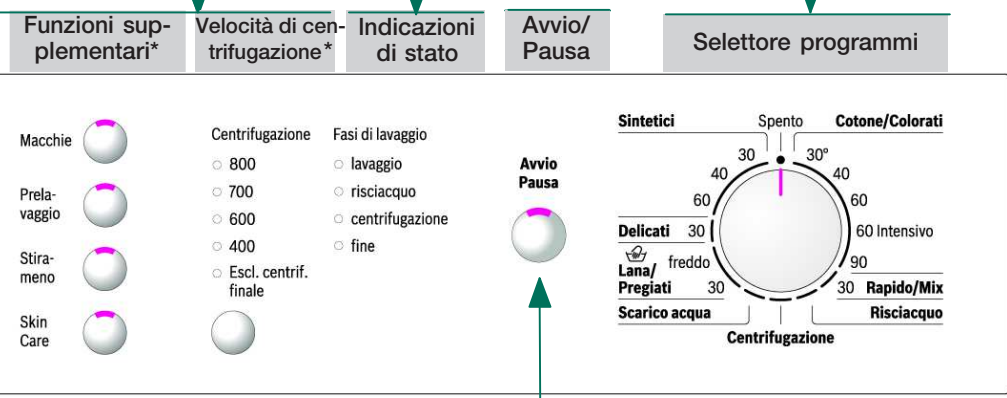 Funzioni sup-
plementari*
Velocità di cen-
trifugazione*
Indicazioni
di stato
Avvio/
Pausa
Selettore programmi
Macchie
Prela-
vaggio
Stira-
meno
Skin
Care
Centrifugazione
800
700
600
400
Escl. centrif.
finale
Fasi di lavaggio
lavaggio
risciacquo
centrifugazione
fine
Avvio
Pausa
Sintetici
Spento
Cotone/Colorati
30
40
60
30°
40
60
60 Intensivo
90
Delicati 30
Lana/
Pregiati
freddo
30
30 Rapido/Mix
Scarico acqua
Risciacquo
Centrifugazione